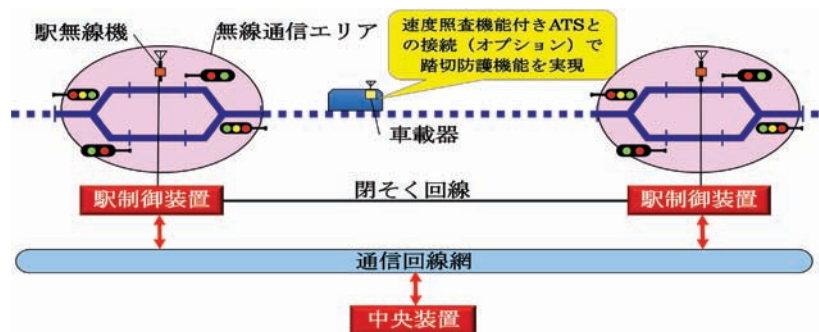 駅無線機
無線通信エリア
速度照査機能付きATSと
の接続（オプション）で
踏切防護機能を実現
車載器
駅制御装置
閉そく回線
駅制御装置
通信回線網
中央装置